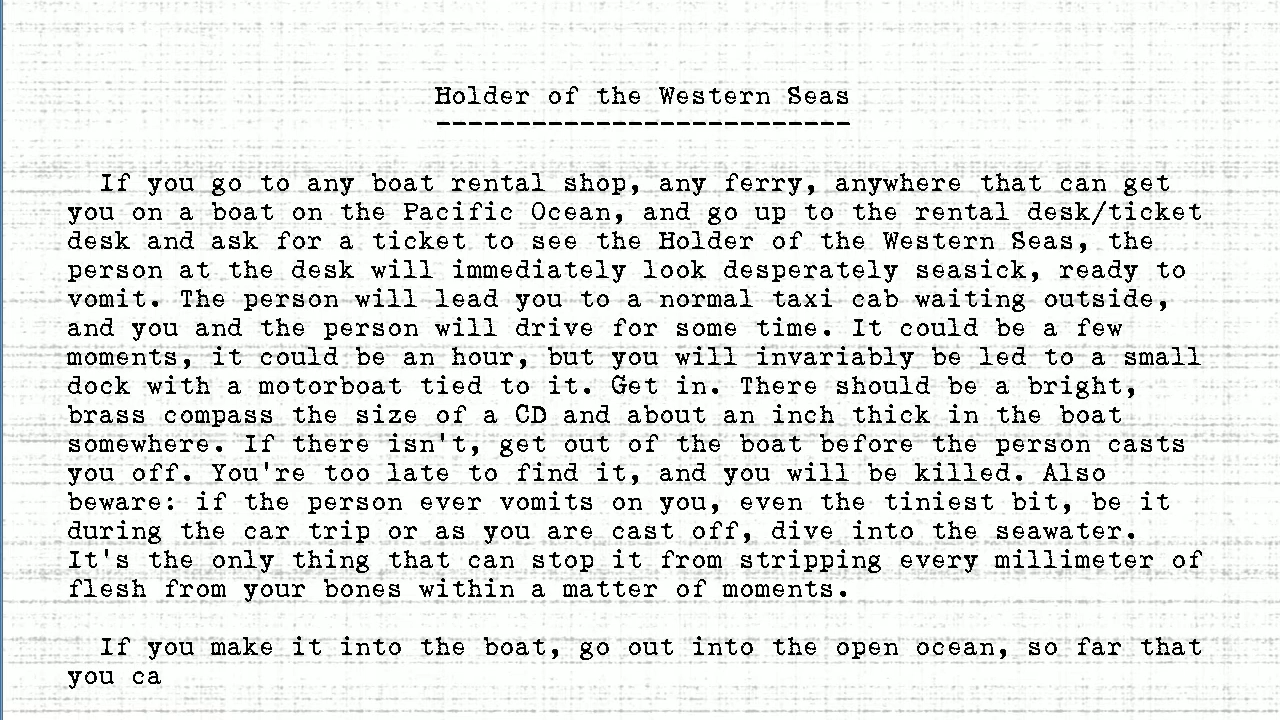 Holder of the Western Seas
--------------------------
If you go to any boat rental shop, any ferry, anywhere that can get
you on a boat on the Pacific Ocean, and go up to the rental desk/ticket
desk and ask for a ticket to see the Holder of the Western Seas, the
person at the desk will immediately look desperately seasick, ready to
vomit. The person will lead you to a normal taxi cab waiting outside,
and you and the person will drive for some time. It could be a few
moments, it could be an hour, but you will invariably be led to a small
dock with a motorboat tied to it. Get in. There should be a bright,
brass compass the size of a CD and about an inch thick in the boat
somewhere. If there isn't, get out of the boat before the person casts
you off. You're too late to find it, and you will be killed. Also
beware: if the person ever vomits on you, even the tiniest bit, be it
during the car trip or as you are cast off, dive into the seawater.
It's the only thing that can stop it from stripping every millimeter of
flesh from your bones within a matter of moments.
If you make it into the boat, go out into the open ocean, so far that
you ca